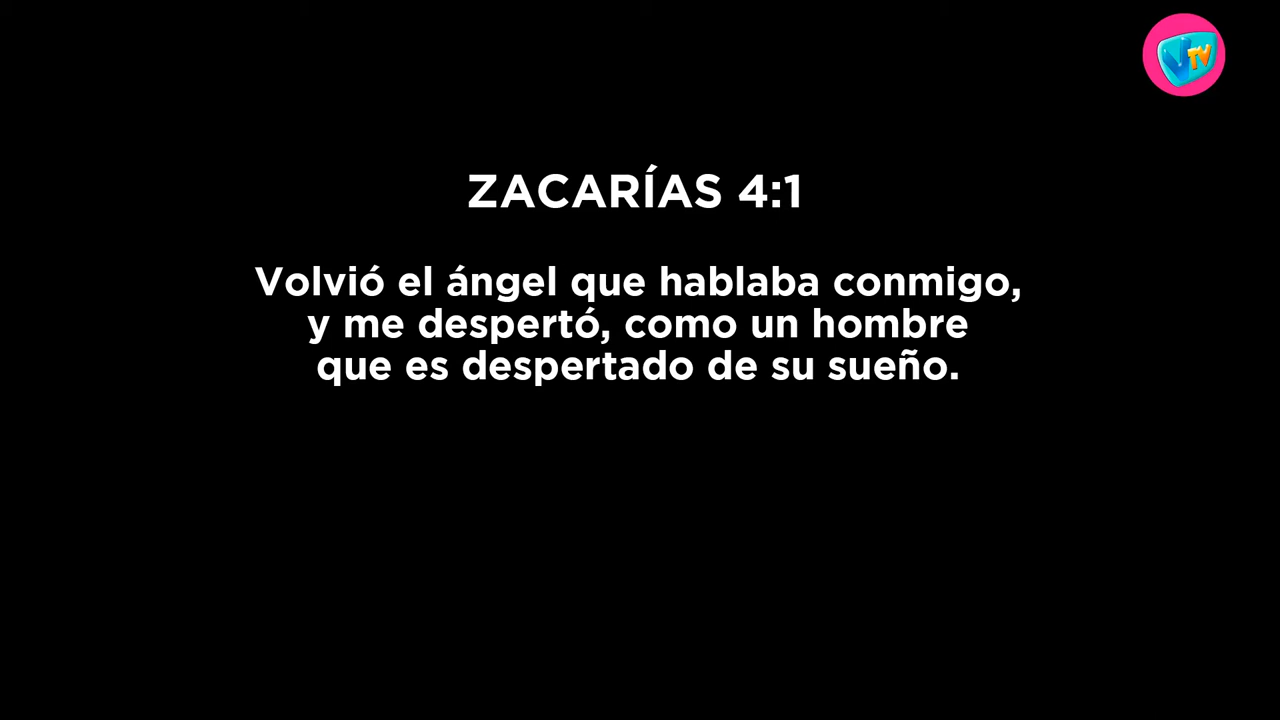 VTV
ZACARÍAS 4:1
Volvió el ángel que hablaba conmigo,
y me despertó, como un hombre
que es despertado de su sueño.